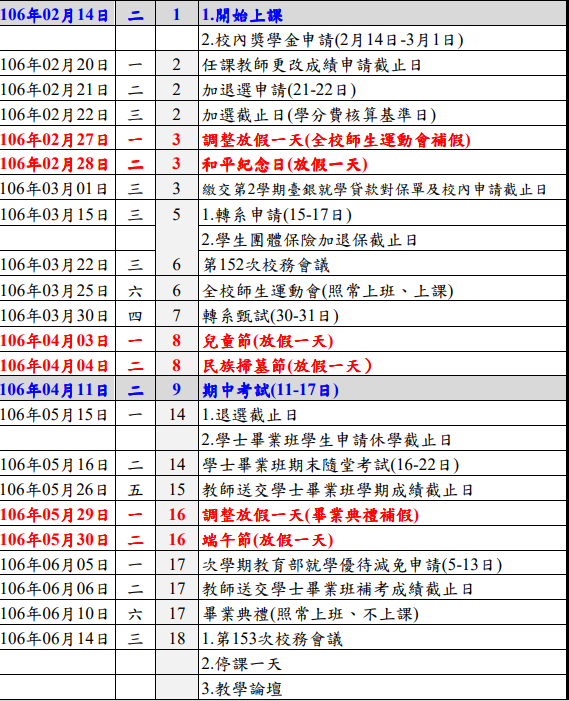 106年02月14日 二 1 1.開始上課
2.校內獎學金申請(2月14日-3月1日)
106年02月20日 一 2 任課教師更改成績申請截止日
106年02月21日 二 2 加退選申請(21-22日)
106年02月22日 三 2 加選截止日(學分費核算基準日)
106年02月27日 一 3 調整放假一天(全校師生運動會補假)
106年02月28日 二 3 和平紀念日(放假一天)
106年03月01日 三 3 繳交第2學期臺銀就學貸款對保單及校內申請截止日
106年03月15日 三 5 1.轉系申請(15-17日)
2.學生團體保險加退保截止日
106年03月22日 三 6 第152次校務會議
106年03月25日 六 6 全校師生運動會(照常上班、上課)
106年03月30日 四 7 轉系甄試(30-31日)
106年04月03日 一 8 兒童節(放假一天)
106年04月04日 二 8 民族掃墓節(放假一天)
106年04月11日 二 9 期中考試(11-17日)
106年05月15日 一 14 1.退選截止日
2.學士畢業班學生申請休學截止日
106年05月16日 二 14 學士畢業班期末隨堂考試(16-22日)
106年05月26日 五 15 教師送交學士畢業班學期成績截止日
106年05月29日 一 16 調整放假一天(畢業典禮補假)
106年05月30日 二 16 端午節(放假一天)
106年06月05日 一 17 次學期教育部就學優待減免申請(5-13日)
106年06月06日 二 17 教師送交學士畢業班補考成績截止日
106年06月10日 六 17 畢業典禮(照常上班、不上課)
106年06月14日 三 18 1.第153次校務會議
2.停課一天
3.教學論壇